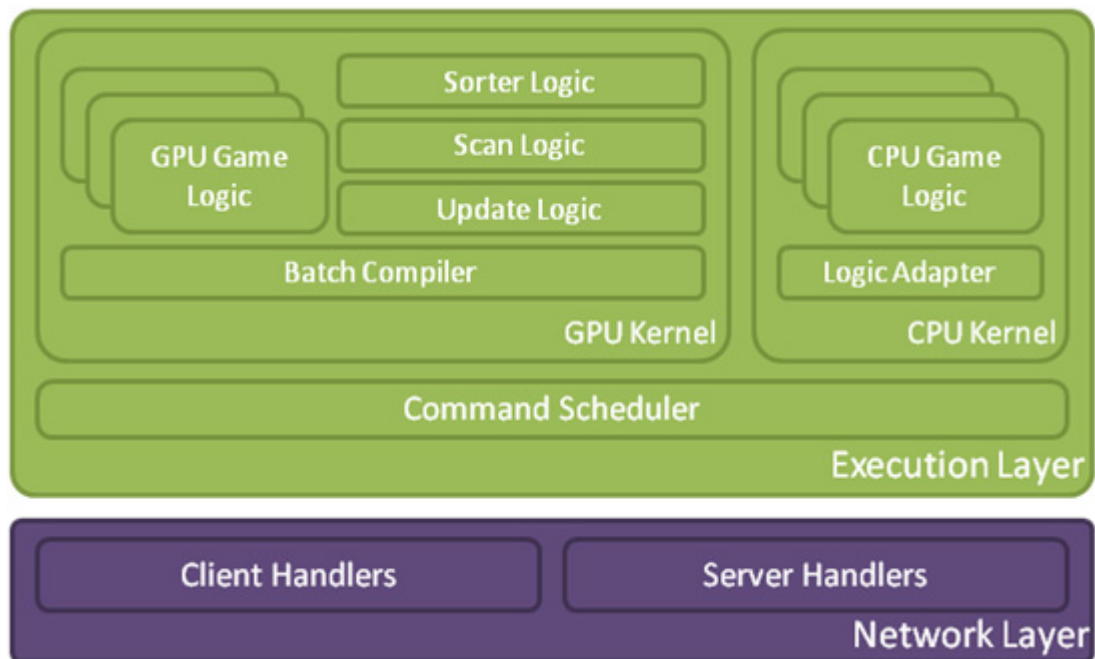 Sorter Logic
GPU Game
Logic
Scan Logic
Update Logic
Batch Compiler
GPU Kernel
CPU Game
Logic
Logic Adapter
CPU Kernel
Command Scheduler
Execution Layer
Client Handlers
Server Handlers
Network Layer